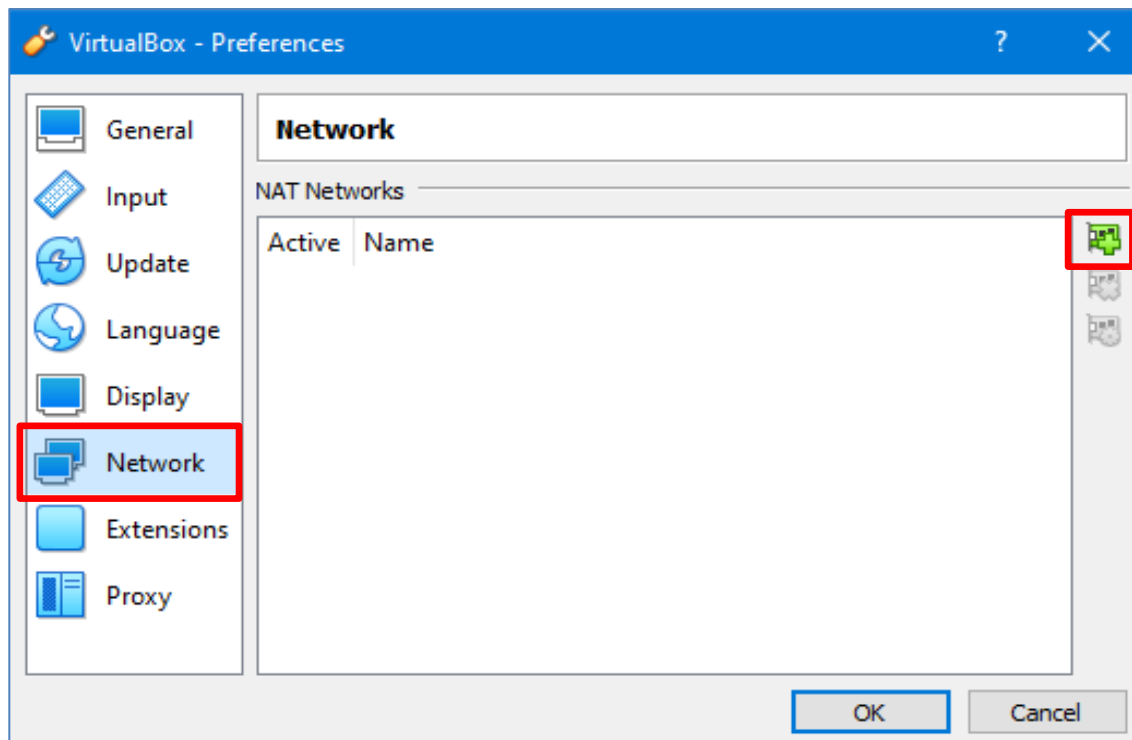 VirtualBox - Preferences ?
General
Input
Update
Language
Display
Network
Extensions
Proxy
Network
NAT Networks
Active Name
OK Cancel